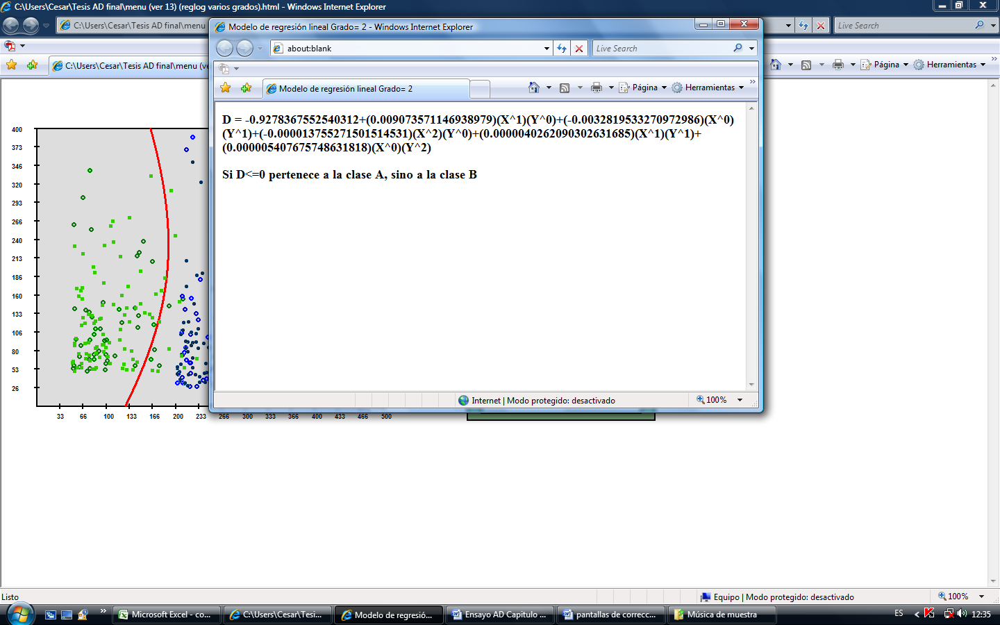 C:\Users\Cesar\Tesis AD final\menu (ver 13) (reglog varios grados).html - Windows Internet Explorer
C:\Users\Cesar\Tesis AD final\menu
Live Search
C:\Users\Cesar\Tesis AD final\menu (ve
Página
Herramientas
Modelo de regresión lineal Grado= 2 - Windows Internet Explorer
about:blank
Live Search
Modelo de regresión lineal Grado= 2
Página
Herramientas
D = -0.9278367552540312+(0.009073571146938979)(X^1)(Y^0)+(-0.0032819533270972986)(X^0)
(Y^1)+(-0.000013755271501514531)(X^2)(Y^0)+(0.0000040262090302631685)(X^1)(Y^1)+
(0.000005407675748631818)(X^0)(Y^2)
Si D<=0 pertenece a la clase A, sino a la clase B
Internet | Modo protegido: desactivado
100%
400
373
346
320
293
266
240
213
186
160
133
106
80
53
26
33 66 100 133 166 200 233 266 300 333 366 400 433 466 500
Listo
Equipo | Modo protegido: desactivado
100%
Microsoft Excel - co...
C:\Users\Cesar\Tesi...
Modelo de regresió...
Ensayo AD Capitulo ...
pantallas de correcc...
Música de muestra
ES
12:35